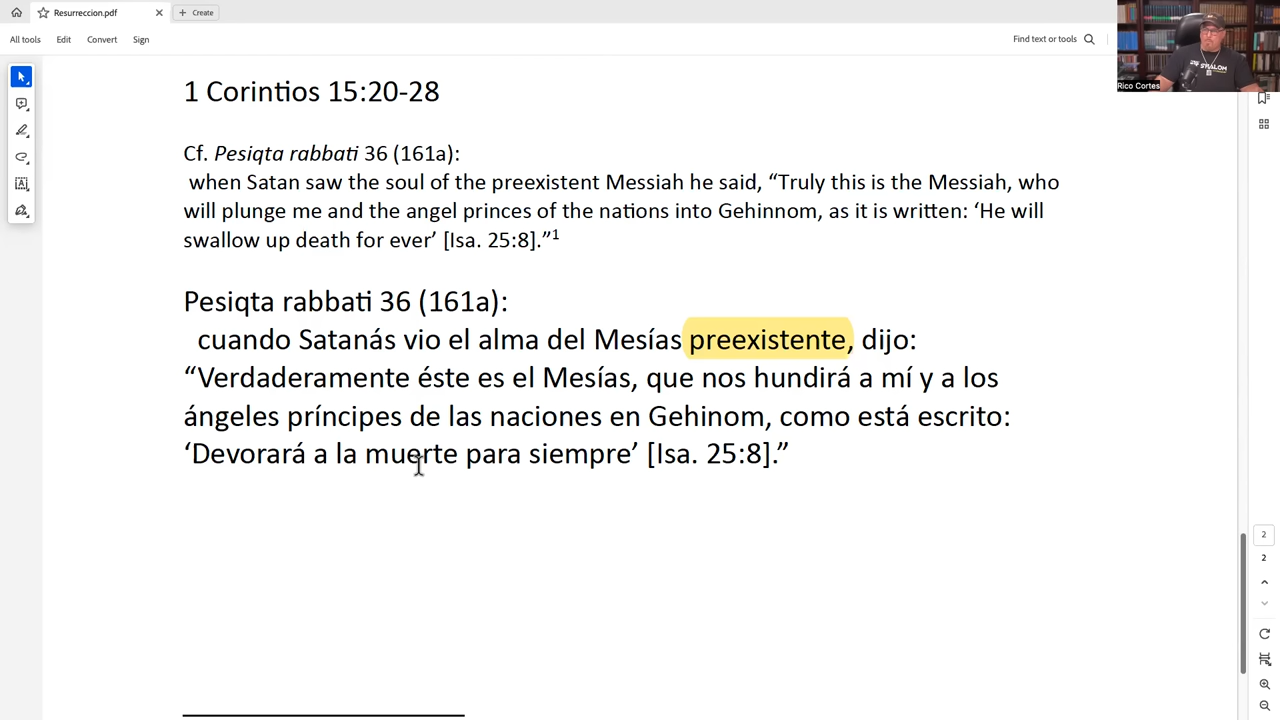 Resurreccion.pdf
Create
All tools
Edit
Convert
Sign
Find text or tools
SHALOM
Rico Cortes
1 Corintios 15:20-28
Cf. Pesiqta rabbati 36 (161a):
when Satan saw the soul of the preexistent Messiah he said, “Truly this is the Messiah, who
will plunge me and the angel princes of the nations into Gehinnom, as it is written: ‘He will
swallow up death for ever’ [Isa. 25:8].”1
Pesiqta rabbati 36 (161a):
cuando Satanás vio el alma del Mesías preexistente, dijo:
“Verdaderamente éste es el Mesías, que nos hundirá a mí y a los
ángeles príncipes de las naciones en Gehinom, como está escrito:
‘Devorará a la muerte para siempre’ [Isa. 25:8].”
2
2